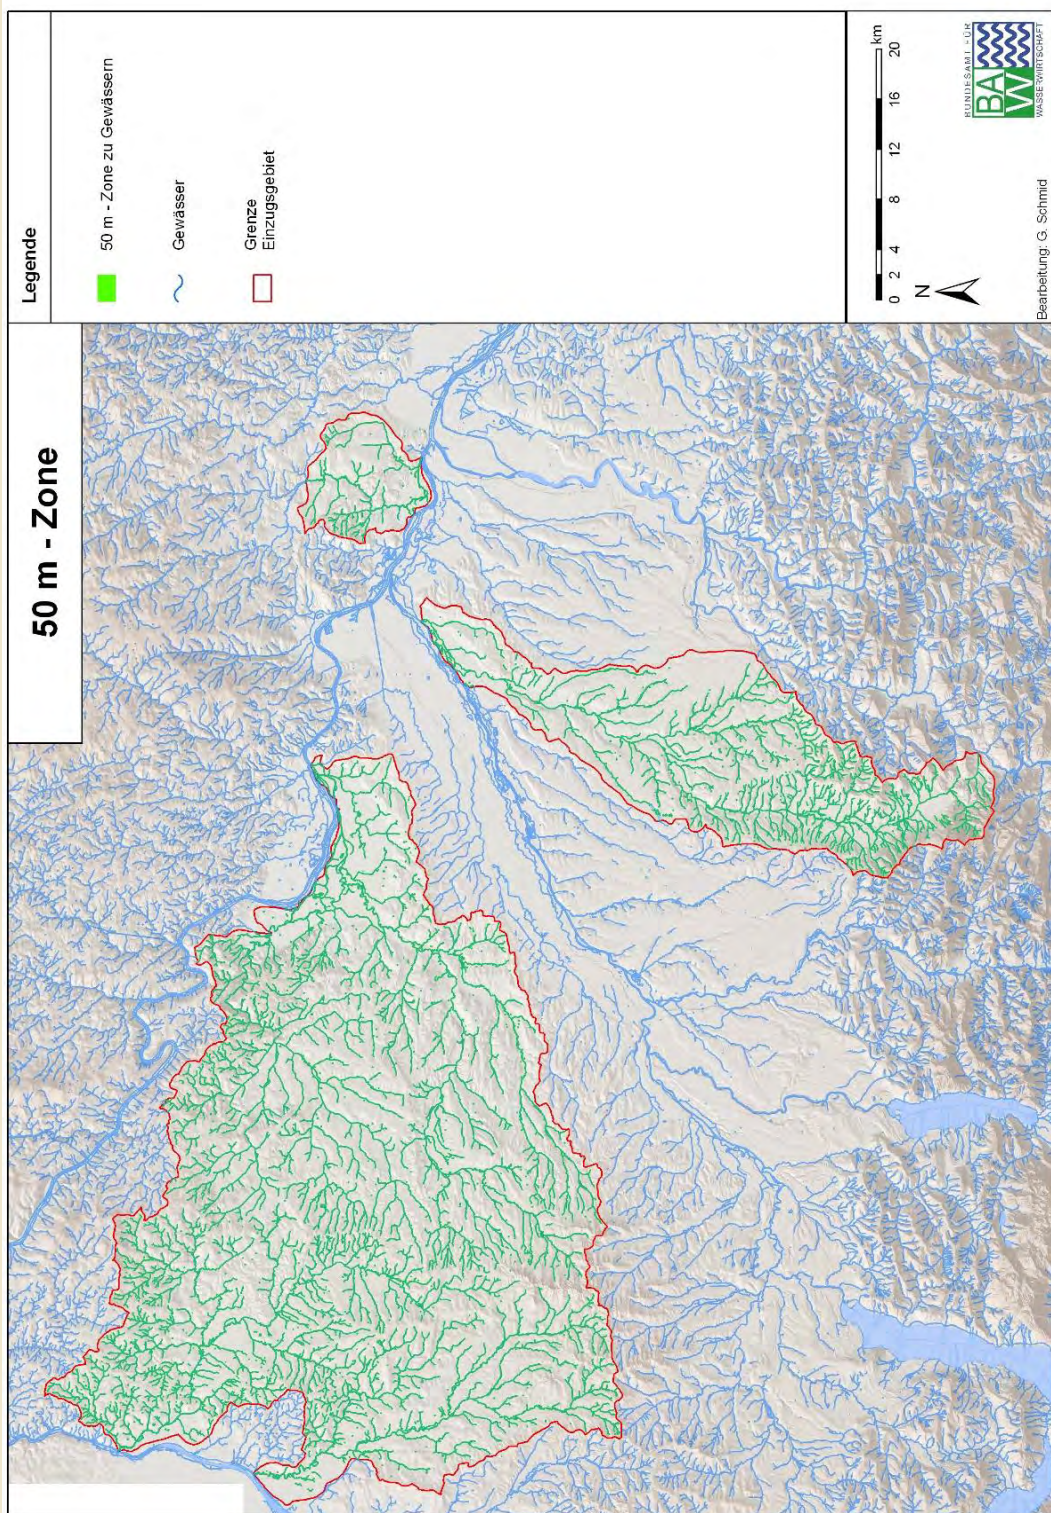 50 m - Zone
Legende
50 m - Zone zu Gewässern
Gewässer
Grenze
Einzugsgebiet
0 2 4 8 12 16 20
km
N
BUNDESAMT FÜR
BAW
WASSERWIRTSCHAFT
Bearbeitung: G. Schmid